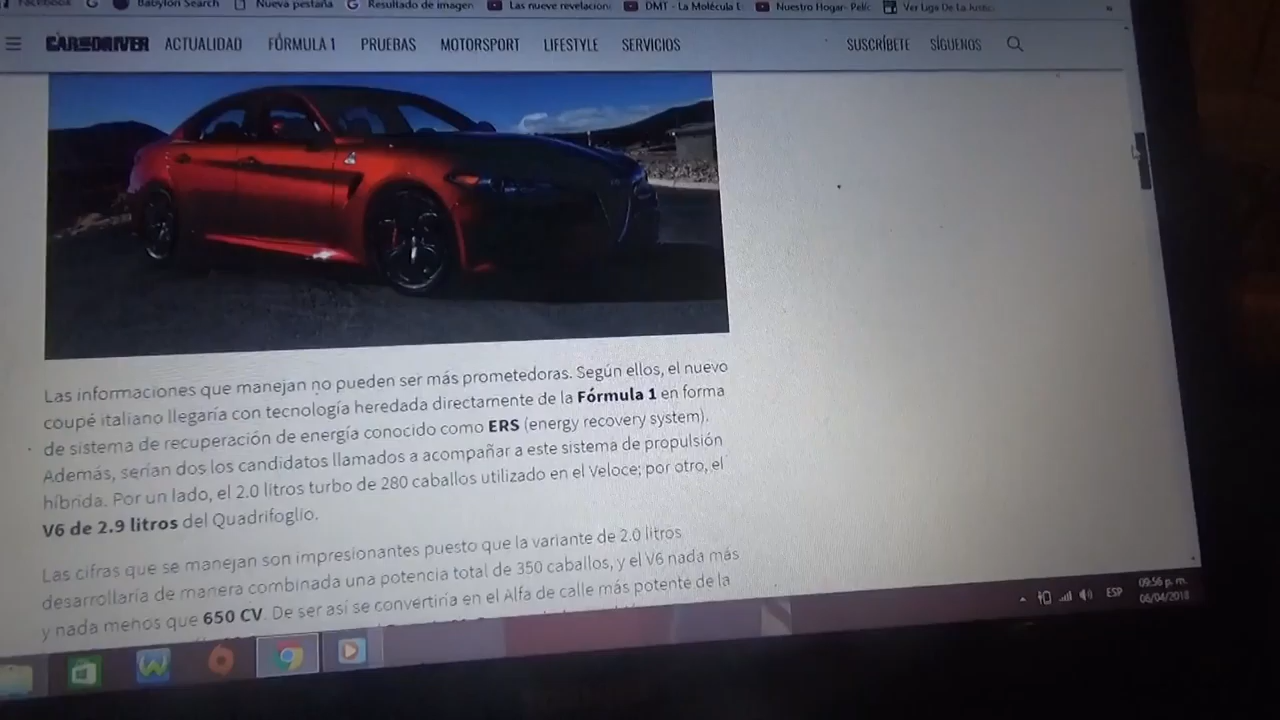 Facebook
Babylon Search
Nueva pestaña
Resultado de imagen
Las nueve revelacion
DMT - La Molécula
Nuestro Hogar- Pelíc
Ver Liga De La Justic
»
CAR AND DRIVER ACTUALIDAD FÓRMULA 1 PRUEBAS MOTORSPORT LIFESTYLE SERVICIOS SUSCRÍBETE SÍGUENOS
Las informaciones que manejan no pueden ser más prometedoras. Según ellos, el nuevo
coupé italiano llegaría con tecnología heredada directamente de la Fórmula 1 en forma
de sistema de recuperación de energía conocido como ERS (energy recovery system).
Además, serían dos los candidatos llamados a acompañar a este sistema de propulsión
híbrida. Por un lado, el 2.0 litros turbo de 280 caballos utilizado en el Veloce; por otro, el
V6 de 2.9 litros del Quadrifoglio.
Las cifras que se manejan son impresionantes puesto que la variante de 2.0 litros
desarrollaría de manera combinada una potencia total de 350 caballos, y el V6 nada más
y nada menos que 650 CV. De ser así se convertiría en el Alfa de calle más potente de la
ESP
09:56 p. m.
06/04/2018